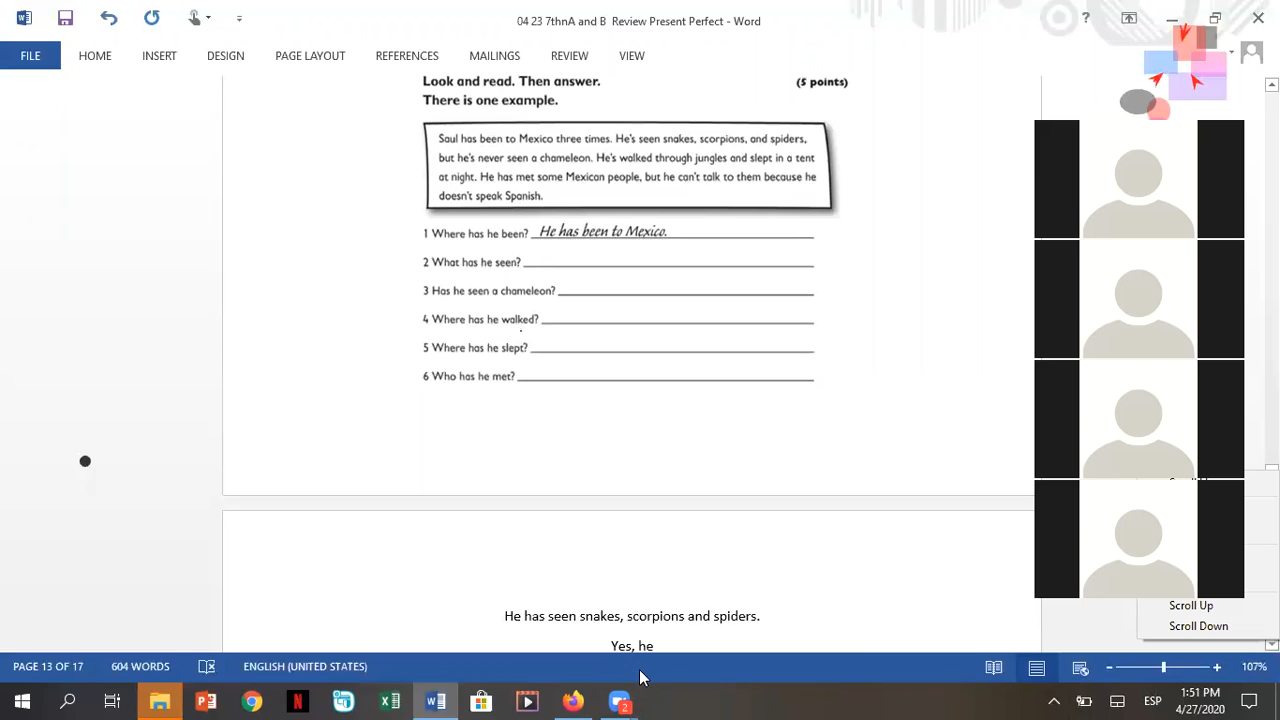 04 23 7thnA and B  Review Present Perfect - Word
FILE HOME INSERT DESIGN PAGE LAYOUT REFERENCES MAILINGS REVIEW VIEW
Look and read. Then answer. (5 points)
There is one example.
Saul has been to Mexico three times. He's seen snakes, scorpions, and spiders,
but he's never seen a chameleon. He's walked through jungles and slept in a tent
at night. He has met some Mexican people, but he can't talk to them because he
doesn't speak Spanish.
1 Where has he been? He has been to Mexico.
2 What has he seen?
3 Has he seen a chameleon?
4 Where has he walked?
5 Where has he slept?
6 Who has he met?
He has seen snakes, scorpions and spiders.
Yes, he
Scroll Up
Scroll Down
PAGE 13 OF 17 604 WORDS ENGLISH (UNITED STATES) 107%
2 ESP 1:51 PM
4/27/2020